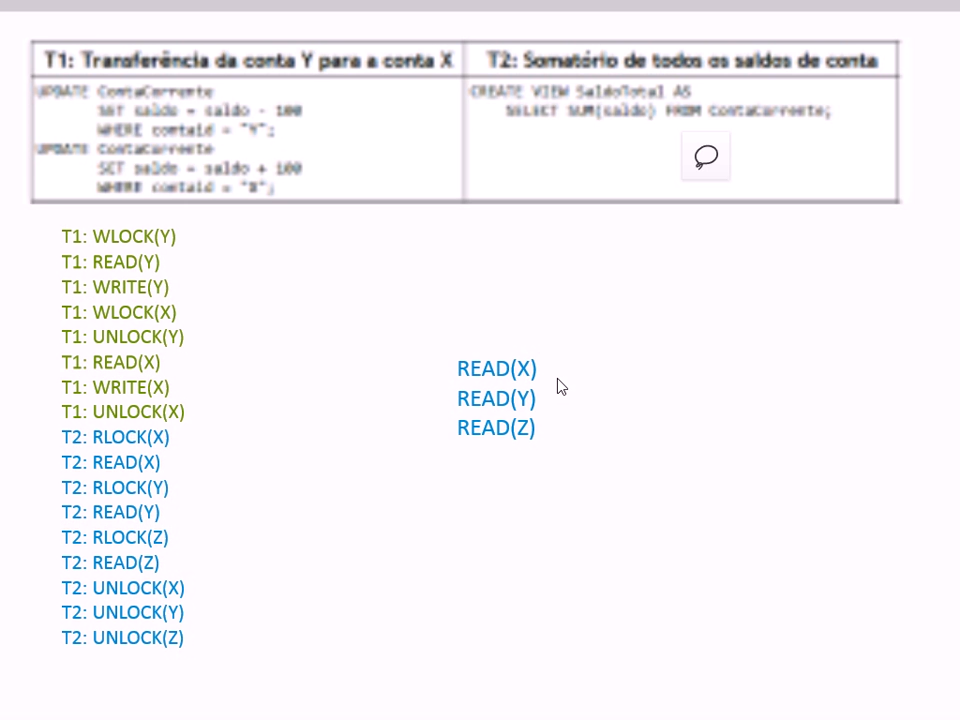 T1: Transferência da conta Y para a conta X
T2: Somatório de todos os saldos de conta
UPDATE ContaCorrente
SET saldo = saldo - 100
WHERE contaid = "Y";
UPDATE ContaCorrente
SET saldo = saldo + 100
WHERE contaid = "X";
CREATE VIEW SaldoTotal AS
SELECT SUM(saldo) FROM ContaCorrente;
T1: WLOCK(Y)
T1: READ(Y)
T1: WRITE(Y)
T1: WLOCK(X)
T1: UNLOCK(Y)
T1: READ(X)
T1: WRITE(X)
T1: UNLOCK(X)
T2: RLOCK(X)
T2: READ(X)
T2: RLOCK(Y)
T2: READ(Y)
T2: RLOCK(Z)
T2: READ(Z)
T2: UNLOCK(X)
T2: UNLOCK(Y)
T2: UNLOCK(Z)
READ(X)
READ(Y)
READ(Z)